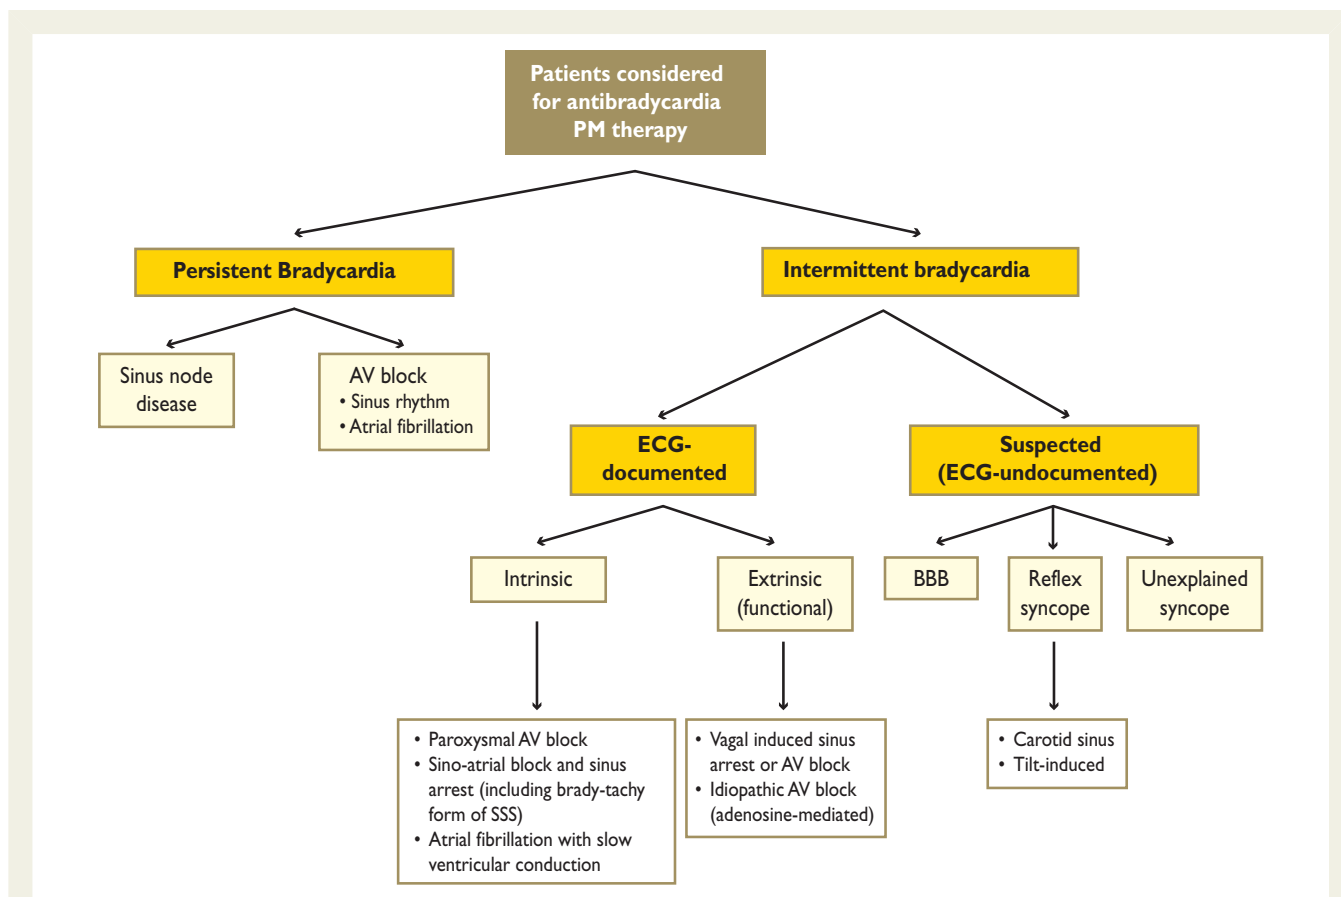 Patients considered
for antibradycardia
PM therapy
Persistent Bradycardia
Intermittent bradycardia
Sinus node
disease
AV block
• Sinus rhythm
• Atrial fibrillation
ECG-
documented
Suspected
(ECG-undocumented)
Intrinsic
Extrinsic
(functional)
BBB
Reflex
syncope
Unexplained
syncope
• Paroxysmal AV block
• Sino-atrial block and sinus
arrest (including brady-tachy
form of SSS)
• Atrial fibrillation with slow
ventricular conduction
• Vagal induced sinus
arrest or AV block
• Idiopathic AV block
(adenosine-mediated)
• Carotid sinus
• Tilt-induced